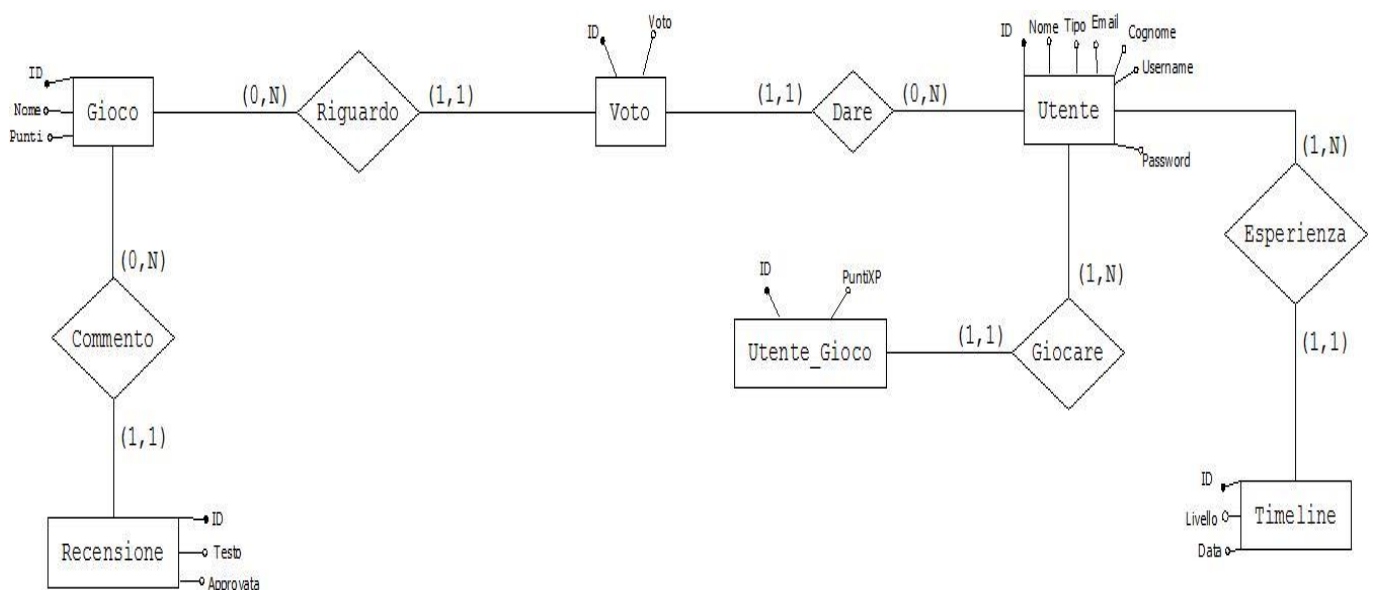 ID
Nome
Punti
Gioco
(0,N)
Riguardo
(1,1)
ID
Voto
Voto
(1,1)
Dare
(0,N)
ID
Nome
Tipo
Email
Cognome
Username
Utente
Password
(1,N)
Esperienza
(1,1)
(0,N)
Commento
(1,1)
ID
PuntiXP
Utente_Gioco
(1,1)
Giocare
(1,N)
Recensione
ID
Testo
Approvata
ID
Livello
Data
Timeline